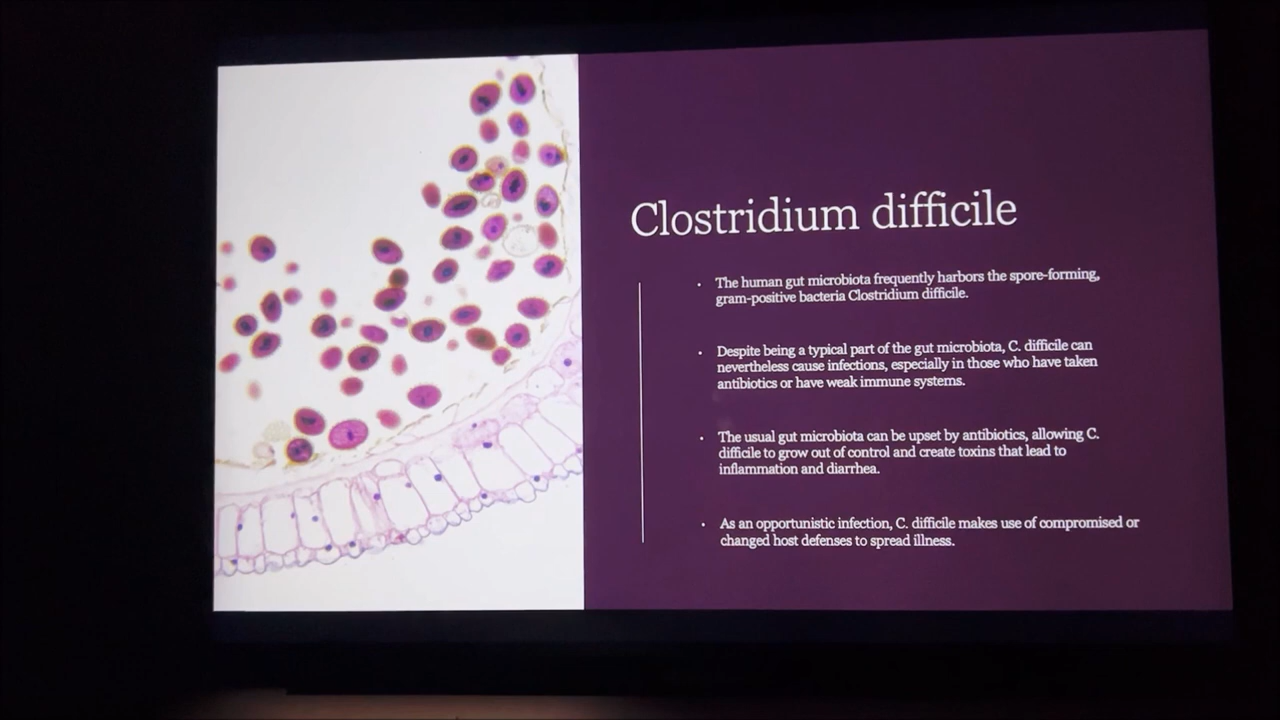 Clostridium difficile
• The human gut microbiota frequently harbors the spore-forming,
gram-positive bacteria Clostridium difficile.
• Despite being a typical part of the gut microbiota, C. difficile can
nevertheless cause infections, especially in those who have taken
antibiotics or have weak immune systems.
• The usual gut microbiota can be upset by antibiotics, allowing C.
difficile to grow out of control and create toxins that lead to
inflammation and diarrhea.
• As an opportunistic infection, C. difficile makes use of compromised or
changed host defenses to spread illness.